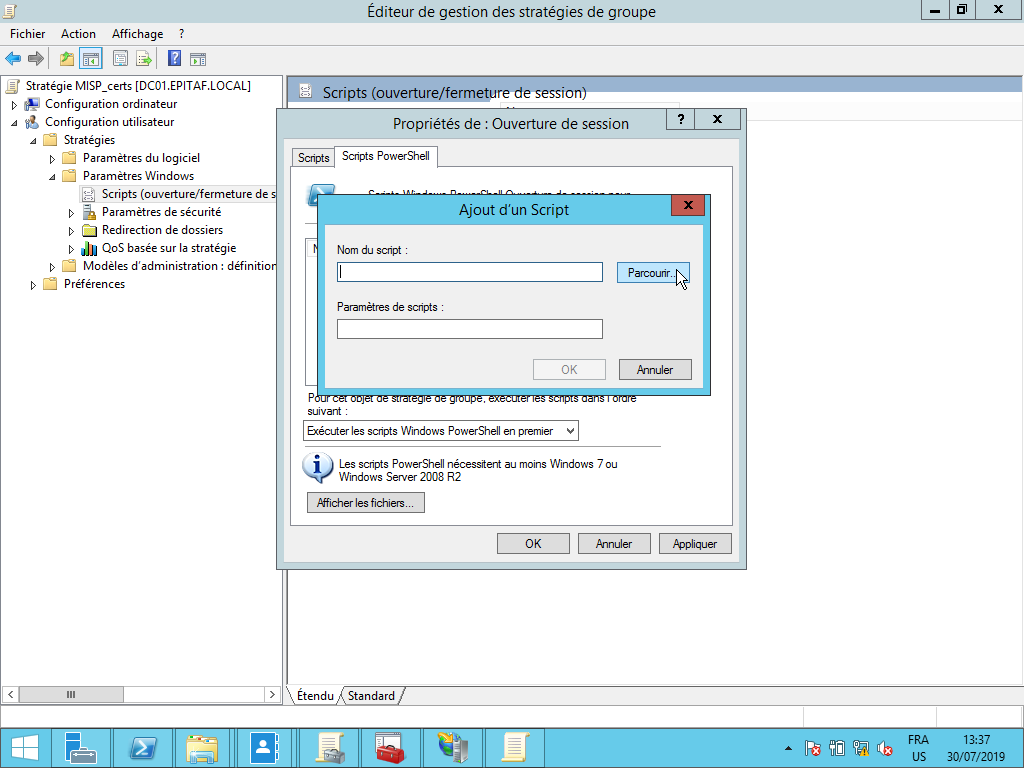 Éditeur de gestion des stratégies de groupe
Fichier Action Affichage ?
Stratégie MISP_certs [DC01.EPITAF.LOCAL]
Configuration ordinateur
Configuration utilisateur
Stratégies
Paramètres du logiciel
Paramètres Windows
Scripts (ouverture/fermeture de s
Paramètres de sécurité
Redirection de dossiers
QoS basée sur la stratégie
Modèles d'administration : définition
Préférences
Scripts (ouverture/fermeture de session)
Propriétés de : Ouverture de session
? X
Scripts
Scripts PowerShell
Scripts Windows PowerShell Ouverture de session pour
Ajout d'un Script
X
Nom du script :
Parcourir...
Paramètres de scripts :
OK
Annuler
Pour cet objet de stratégie de groupe, exécuter les scripts dans l'ordre
suivant :
Exécuter les scripts Windows PowerShell en premier
Les scripts PowerShell nécessitent au moins Windows 7 ou
Windows Server 2008 R2
Afficher les fichiers...
OK
Annuler
Appliquer
Étendu
Standard
FRA
US
13:37
30/07/2019